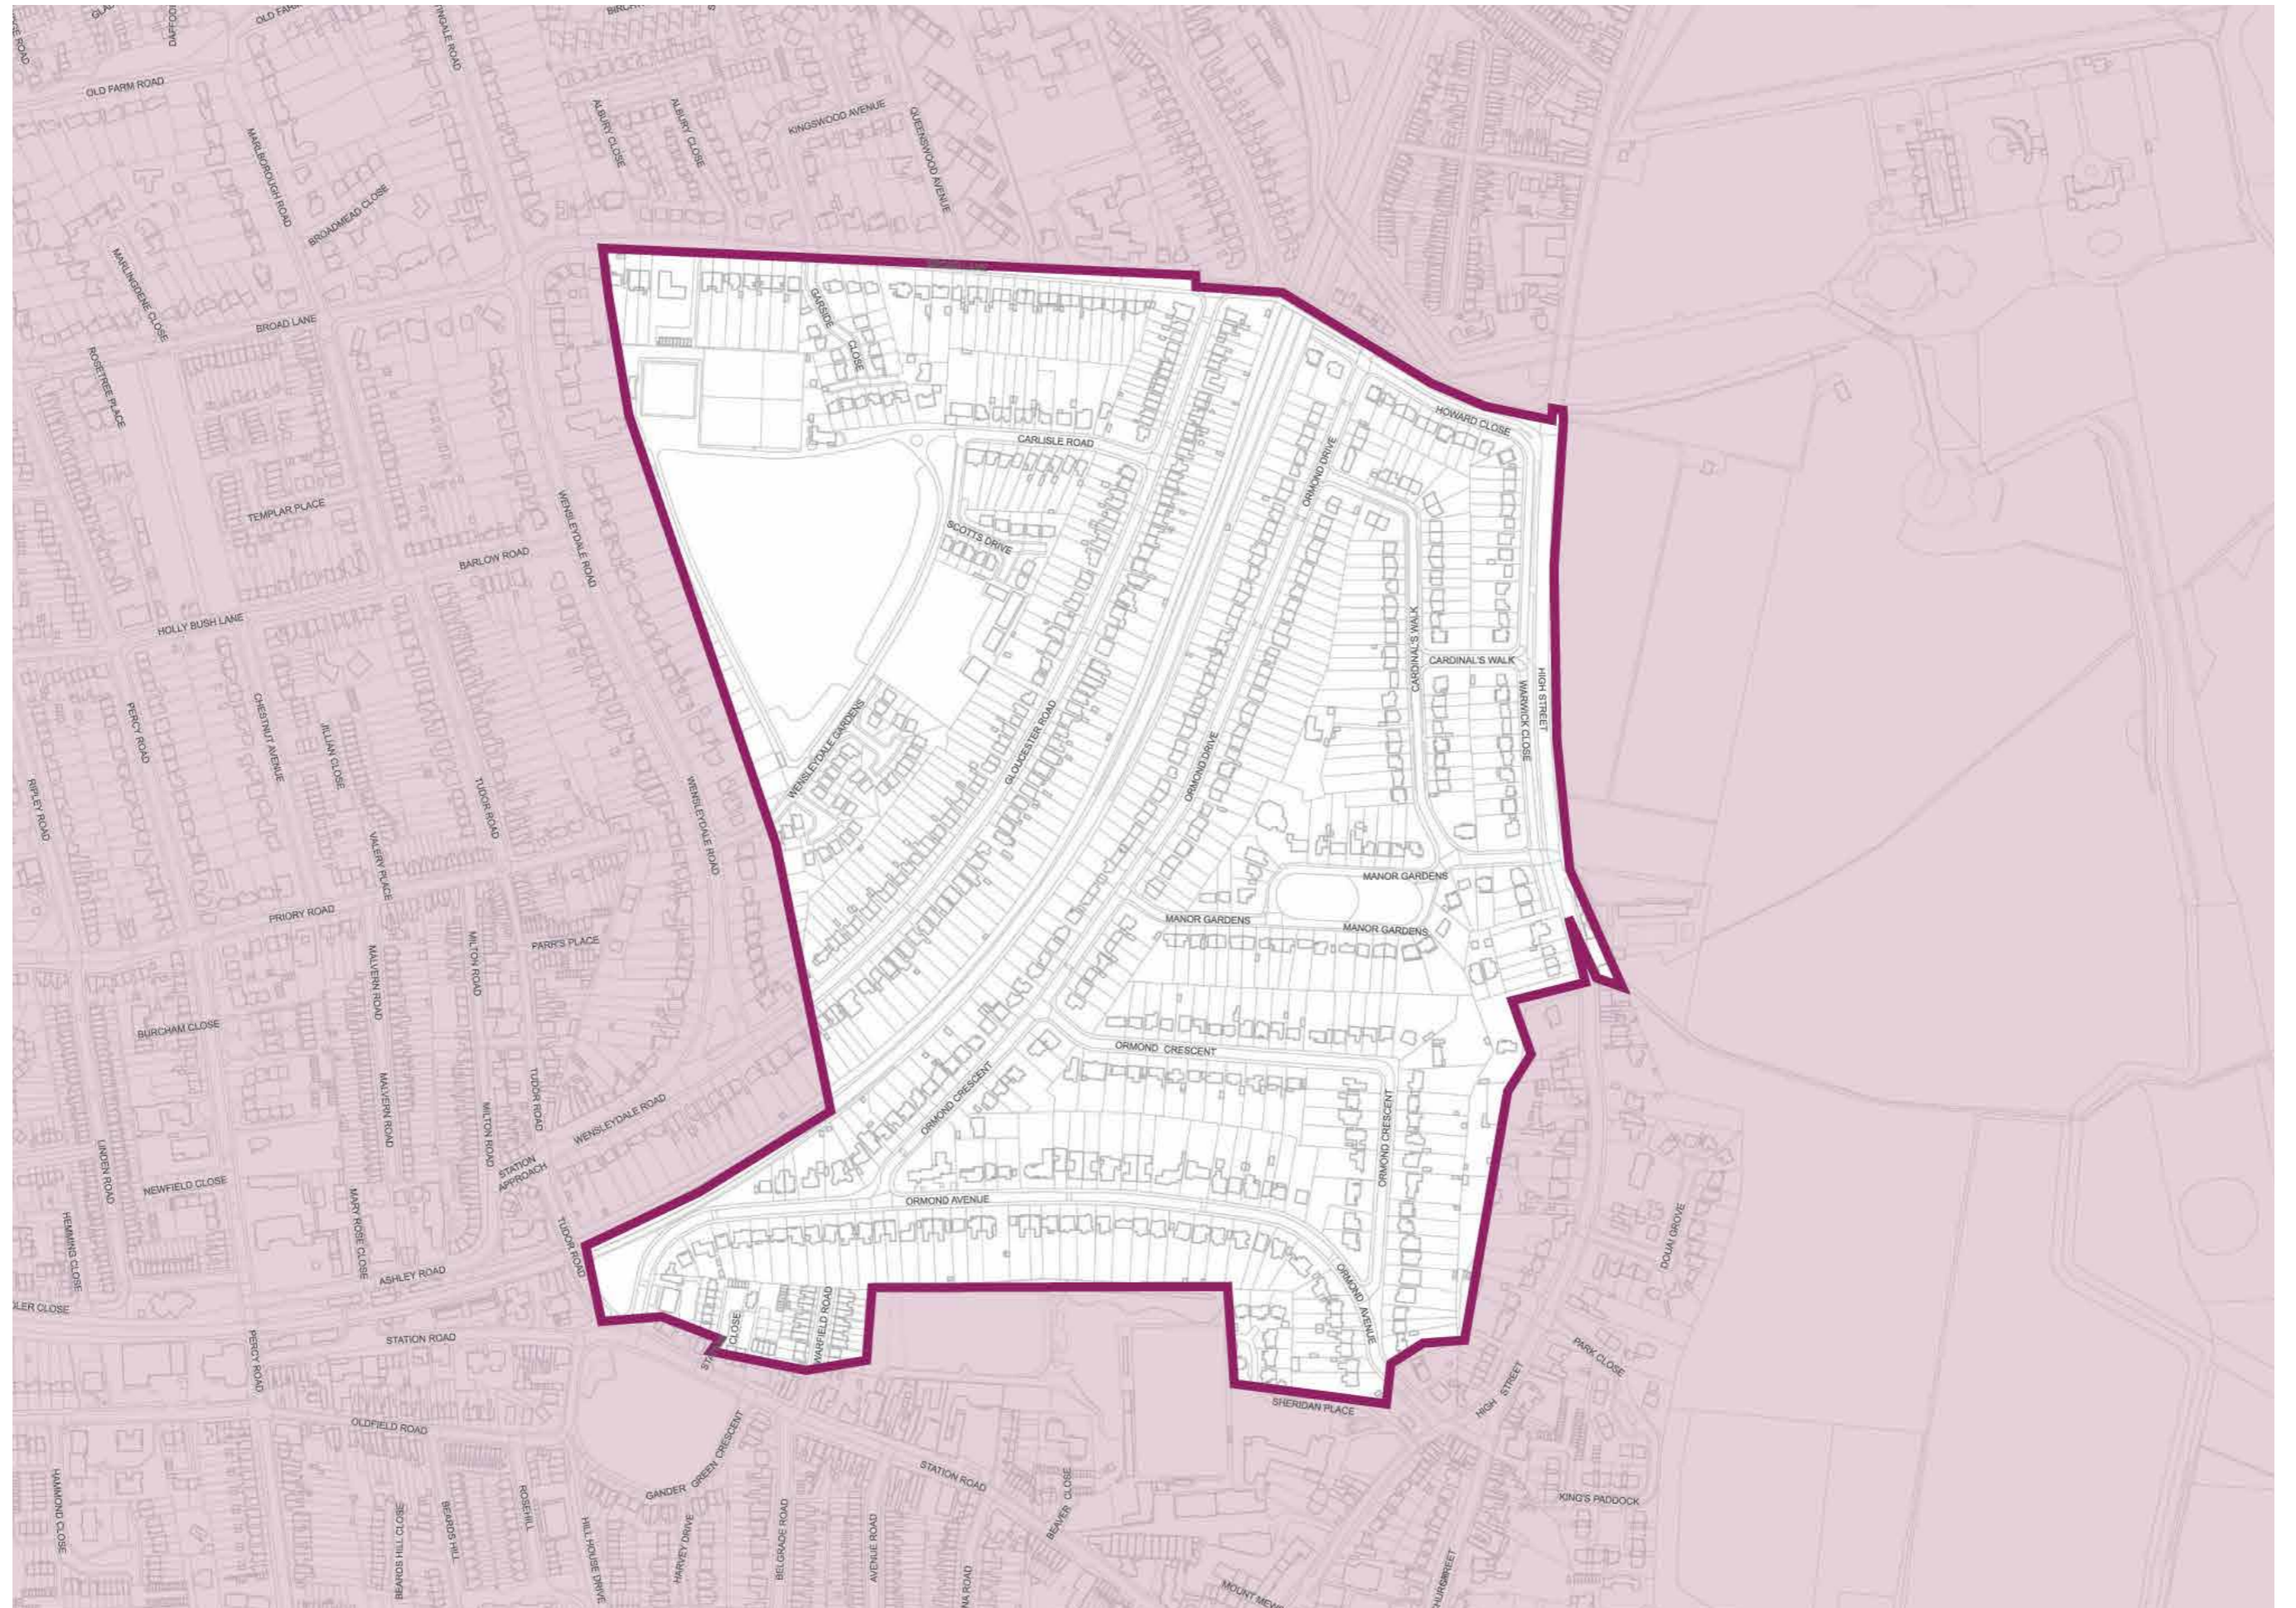 OLD FARM ROAD
MARLBOROUGH ROAD
BROADMEAD CLOSE
ALBURY CLOSE
ALBURY CLOSE
KINGSWOOD AVENUE
QUEENSWOOD AVENUE
MARLINGDENE CLOSE
BROAD LANE
ROSETREE PLACE
GARSIDE
CLOSE
CARLISLE ROAD
HOWARD CLOSE
ORMOND DRIVE
TEMPLAR PLACE
WENSLEYDALE ROAD
BARLOW ROAD
SCOTTS DRIVE
HOLLY BUSH LANE
CARDINAL'S WALK
CARDINAL'S WALK
HIGH STREET
WARWICK CLOSE
PERCY ROAD
CHESTNUT AVENUE
JILLIAN CLOSE
WENSLEYDALE GARDENS
GLOUCESTER ROAD
ORMOND DRIVE
RIPLEY ROAD
TUDOR ROAD
WENSLEYDALE ROAD
VALERY PLACE
MANOR GARDENS
MANOR GARDENS
MANOR GARDENS
PRIORY ROAD
PARR'S PLACE
MALVERN ROAD
MILTON ROAD
BURCHAM CLOSE
ORMOND CRESCENT
ORMOND CRESCENT
ORMOND CRESCENT
MALVERN ROAD
MILTON ROAD
TUDOR ROAD
WENSLEYDALE ROAD
STATION
APPROACH
LINDEN ROAD
NEWFIELD CLOSE
MARY ROSE CLOSE
ORMOND AVENUE
HEMMING CLOSE
TUDOR ROAD
DOUAI GROVE
ASHLEY ROAD
CLOSE
WARFIELD ROAD
ORMOND AVENUE
STATION ROAD
PERCY ROAD
PARK CLOSE
HIGH STREET
SHERIDAN PLACE
OLDFIELD ROAD
GANDER GREEN CRESCENT
STATION ROAD
HAMMOND CLOSE
BEARDS HILL CLOSE
BEARDS HILL
ROSEHILL
HILL HOUSE DRIVE
HARVEY DRIVE
BELGRADE ROAD
AVENUE ROAD
BEAVER CLOSE
KING'S PADDOCK